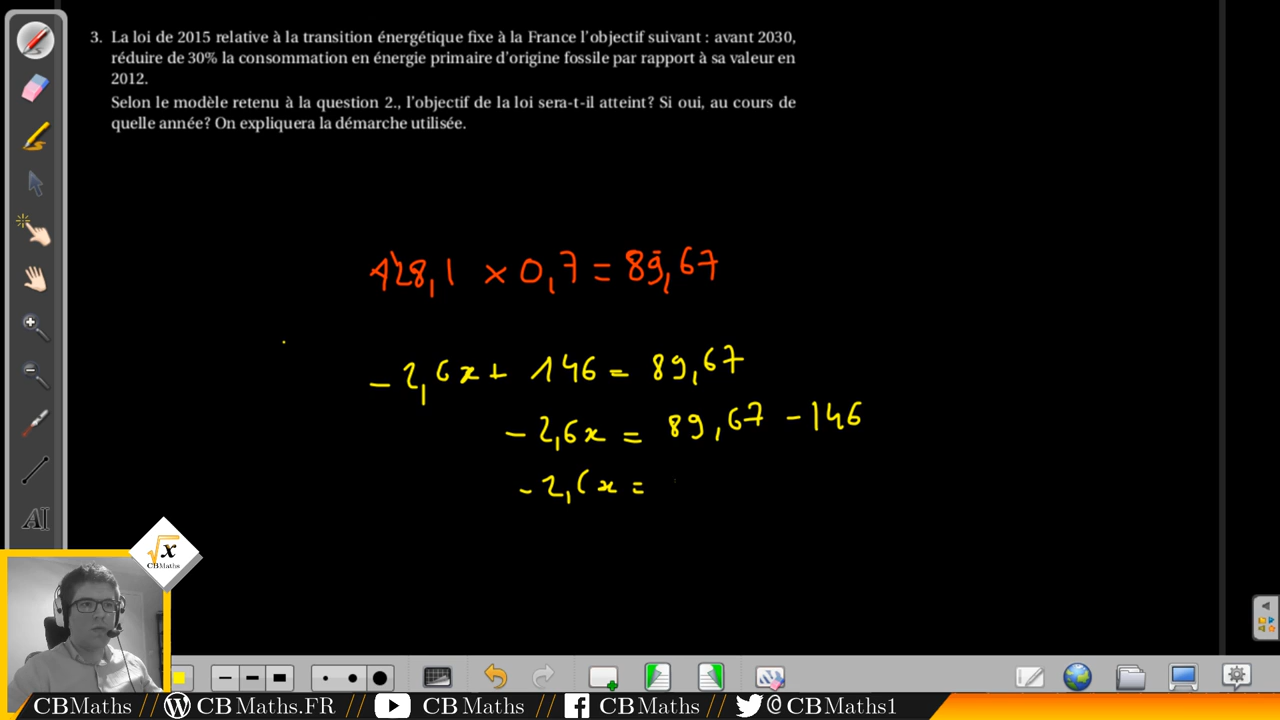 3. La loi de 2015 relative à la transition énergétique fixe à la France l'objectif suivant : avant 2030,
réduire de 30% la consommation en énergie primaire d'origine fossile par rapport à sa valeur en
2012.
Selon le modèle retenu à la question 2., l'objectif de la loi sera-t-il atteint? Si oui, au cours de
quelle année? On expliquera la démarche utilisée.
128,1 × 0,7 = 89,67
- 2,6x + 146 = 89,67
- 2,6x = 89,67 - 146
- 2,6x =
AI
√x
CBMaths
CBMaths CBMaths.FR CBMaths CBMaths @CBMaths1